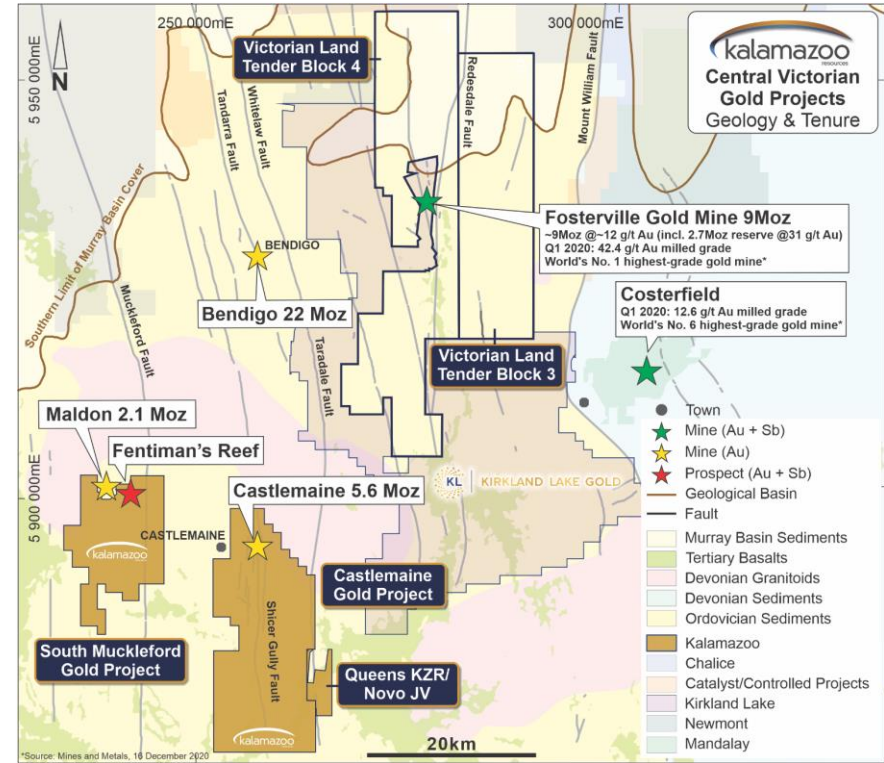 250 000mE
300 000mE
5 950 000mE
5 900 000mE
N
kalamazoo
resources
Central Victorian
Gold Projects
Geology & Tenure
Victorian Land
Tender Block 4
Tandarra Fault
Whitelaw Fault
Redesdale Fault
Mount William Fault
Southern Limit of Murray Basin Cover
Muckleford Fault
Taradale Fault
BENDIGO
Bendigo 22 Moz
Fosterville Gold Mine 9Moz
~9Moz @~12 g/t Au (incl. 2.7Moz reserve @31 g/t Au)
Q1 2020: 42.4 g/t Au milled grade
World's No. 1 highest-grade gold mine*
Costerfield
Q1 2020: 12.6 g/t Au milled grade
World's No. 6 highest-grade gold mine*
Victorian Land
Tender Block 3
Maldon 2.1 Moz
Fentiman's Reef
Castlemaine 5.6 Moz
CASTLEMAINE
KL
KIRKLAND LAKE GOLD
kalamazoo
Castlemaine
Gold Project
Shicer Gully Fault
South Muckleford
Gold Project
Queens KZR/
Novo JV
kalamazoo
20km
*Source: Mines and Metals, 16 December 2020
Town
Mine (Au + Sb)
Mine (Au)
Prospect (Au + Sb)
Geological Basin
Fault
Murray Basin Sediments
Tertiary Basalts
Devonian Granitoids
Devonian Sediments
Ordovician Sediments
Kalamazoo
Chalice
Catalyst/Controlled Projects
Kirkland Lake
Newmont
Mandalay